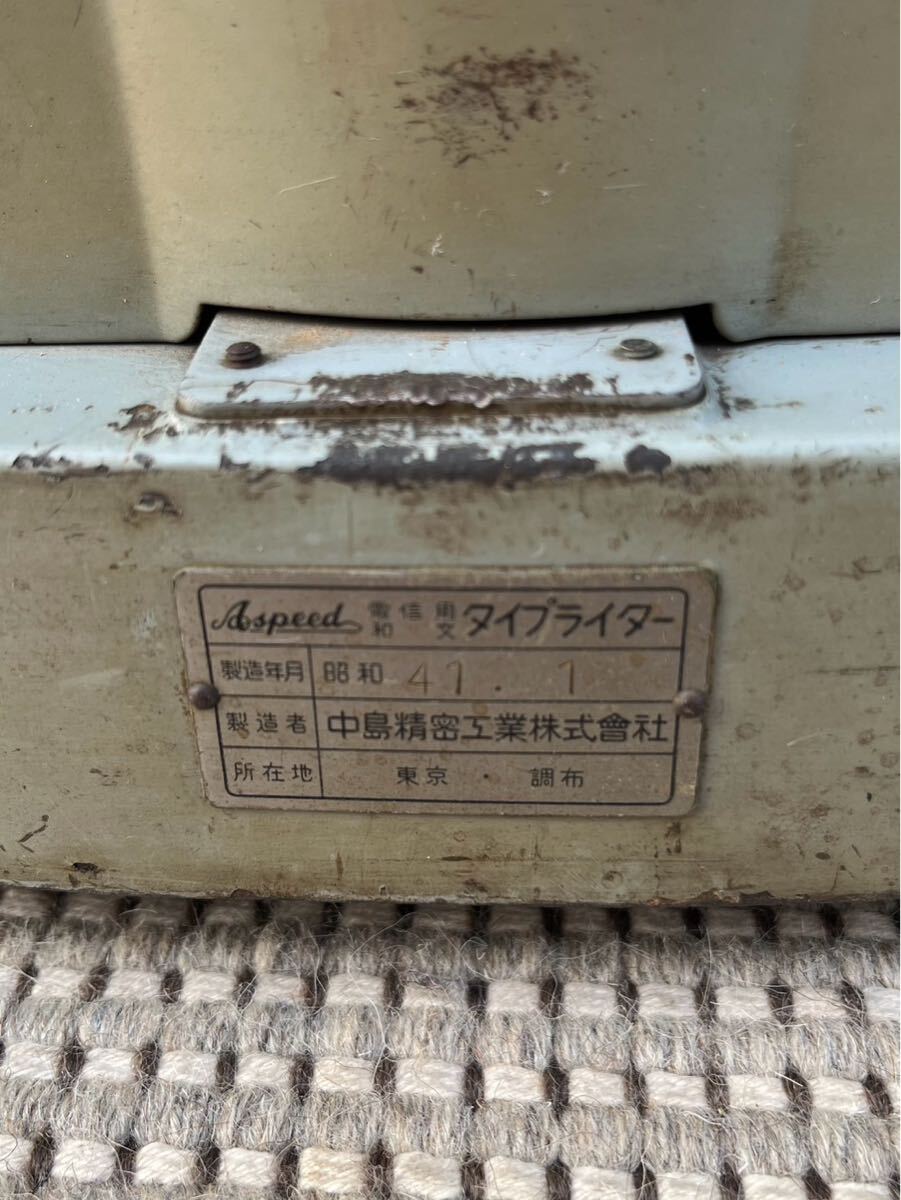 Aspeed 電信用和文タイプライター
製造年月 昭和 41 . 1
製造者 中島精密工業株式會社
所在地 東京・調布